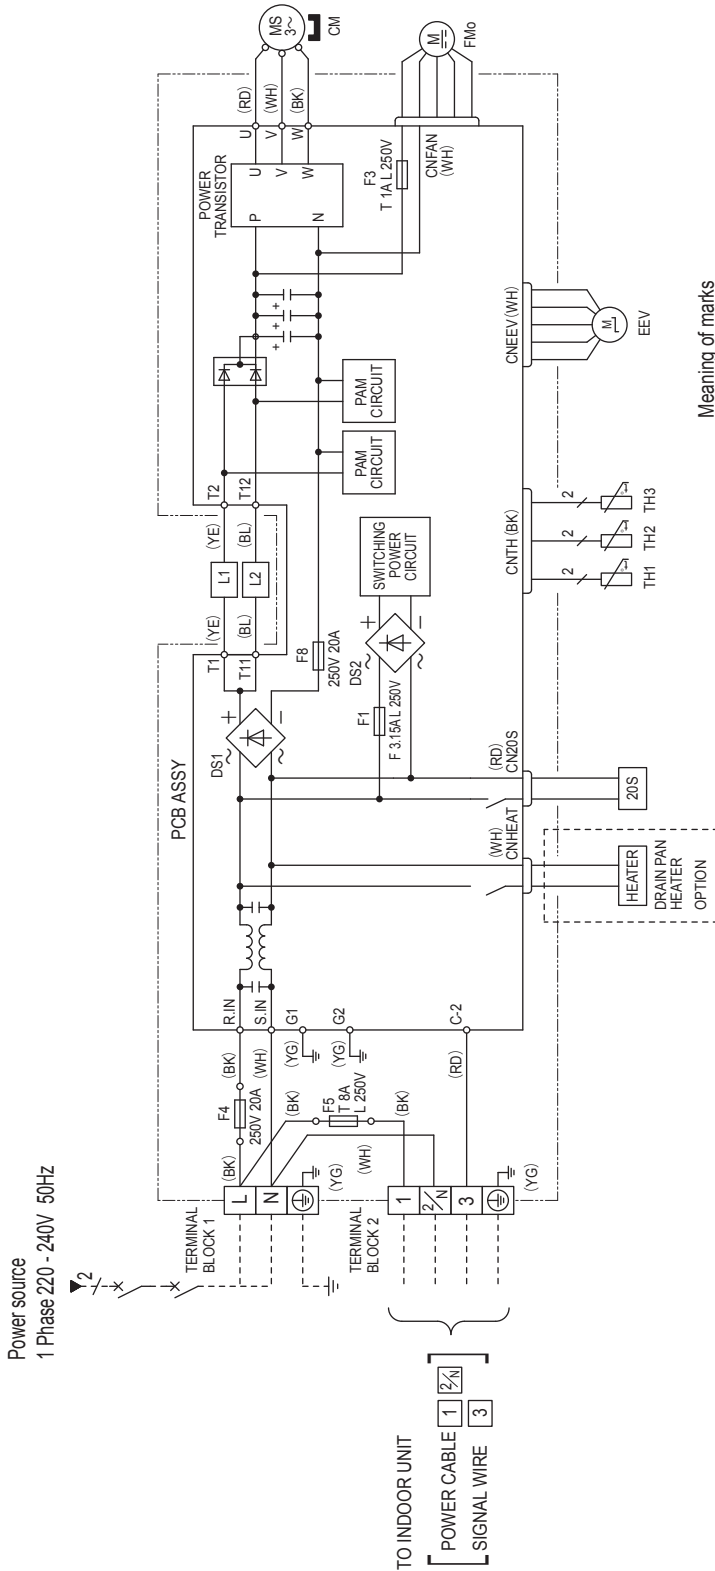 Power source
1 Phase 220 - 240V 50Hz
2
TERMINAL
BLOCK 1
L
N
(YG)
TERMINAL
BLOCK 2
1
2/N
3
(YG)
TO INDOOR UNIT
POWER CABLE 1 2/N
SIGNAL WIRE 3
(BK)
F4
250V 20A
(BK)
(WH)
(BK)
F5
T 8A
L 250V
(BK)
(WH)
(YG)
(YG)
(RD)
R.IN
S.IN
G1
G2
C-2
PCB ASSY
DS1
+
~
~
−
T1
T11
(YE)
(BL)
L1
L2
(YE)
(BL)
T2
T12
F8
250V 20A
F1
F 3.15A L 250V
DS2
+
~
~
−
SWITCHING
POWER
CIRCUIT
PAM
CIRCUIT
PAM
CIRCUIT
+
+
+
POWER
TRANSISTOR
P
N
U
V
W
U
V
W
(RD)
(WH)
(BK)
MS
3~
CM
F3
T 1A L 250V
CNFAN
(WH)
M
FMo
(WH)
CNHEAT
HEATER
DRAIN PAN
HEATER
OPTION
(RD)
CN20S
20S
CNTH (BK)
2
2
2
TH1
TH2
TH3
CNEEV (WH)
M
EEV
Meaning of marks